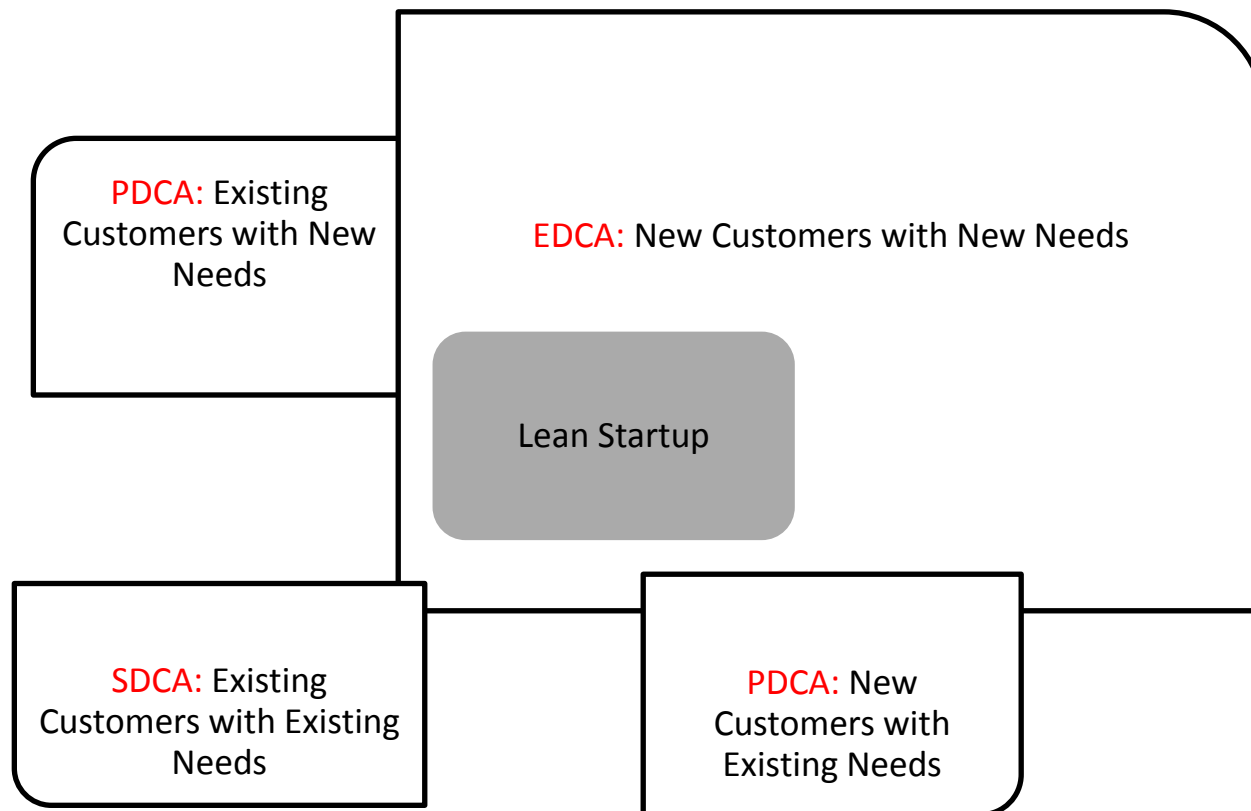 PDCA: Existing
Customers with New
Needs
EDCA: New Customers with New Needs
Lean Startup
SDCA: Existing
Customers with Existing
Needs
PDCA: New
Customers with
Existing Needs